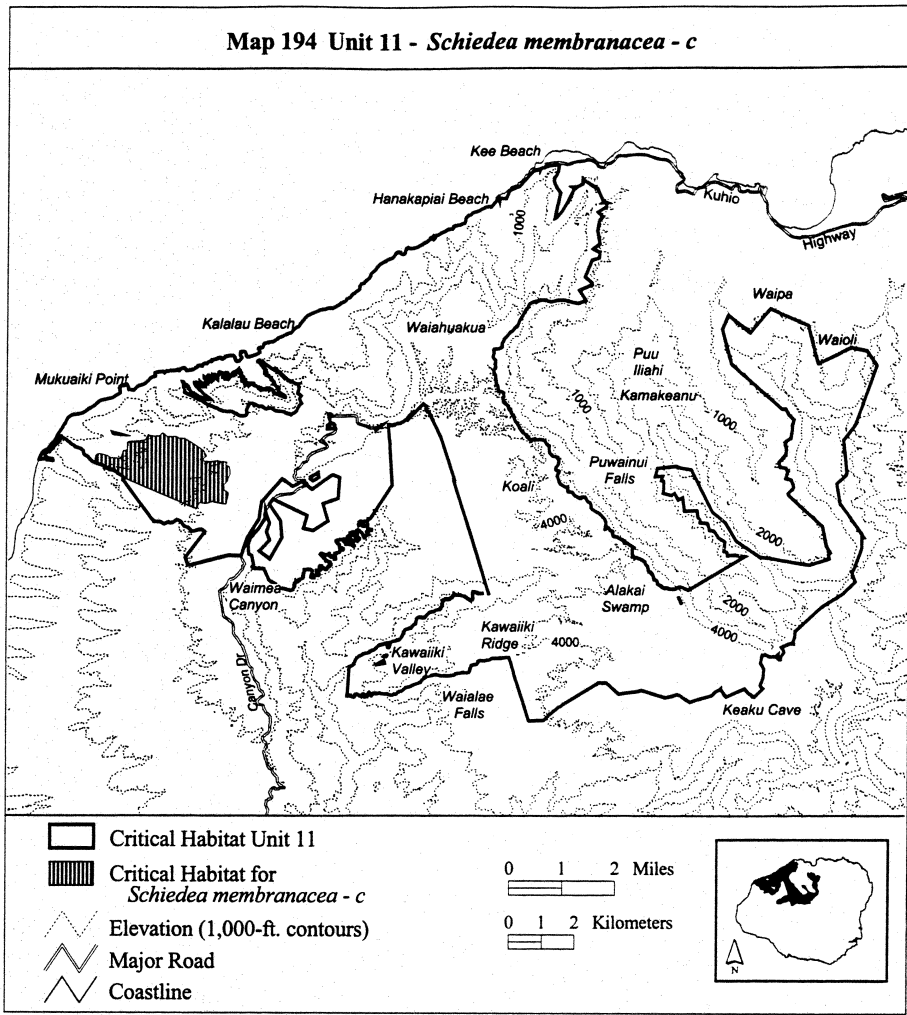 Map 194 Unit 11 - Schiedea membranacea - c
Kee Beach
Hanakapiai Beach
Kuhio
Highway
1000
Waipa
Kalalau Beach
Waiahuakua
Waioli
Puu
Iliahi
Mukuaiki Point
1000
Kamakeanu
1000
Puwainui
Falls
Koali
4000
2000
Waimea
Canyon
Alakai
Swamp
2000
4000
Kawaiiki
Ridge
4000
Kawaiiki
Valley
Canyon Dr
Waialae
Falls
Keaku Cave
Critical Habitat Unit 11
Critical Habitat for
Schiedea membranacea - c
Elevation (1,000-ft. contours)
Major Road
Coastline
0 1 2 Miles
0 1 2 Kilometers
N